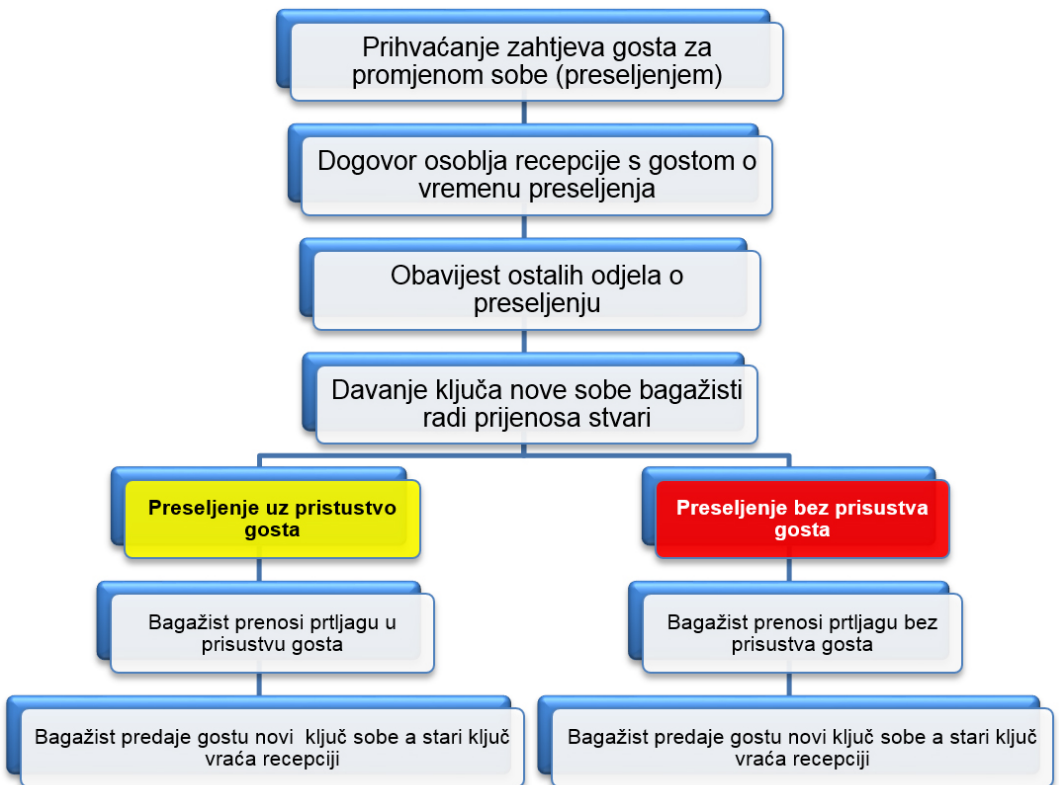 Prihvaćanje zahtjeva gosta za
promjenom sobe (preseljenjem)
Dogovor osoblja recepcije s gostom o
vremenu preseljenja
Obavijest ostalih odjela o
preseljenju
Davanje ključa nove sobe bagažisti
radi prijenosa stvari
Preseljenje uz pristustvo
gosta
Bagažist prenosi prtljagu u
prisustvu gosta
Bagažist predaje gostu novi ključ sobe a stari ključ
vraća recepciji
Preseljenje bez prisustva
gosta
Bagažist prenosi prtljagu bez
prisustva gosta
Bagažist predaje gostu novi ključ sobe a stari ključ
vraća recepciji